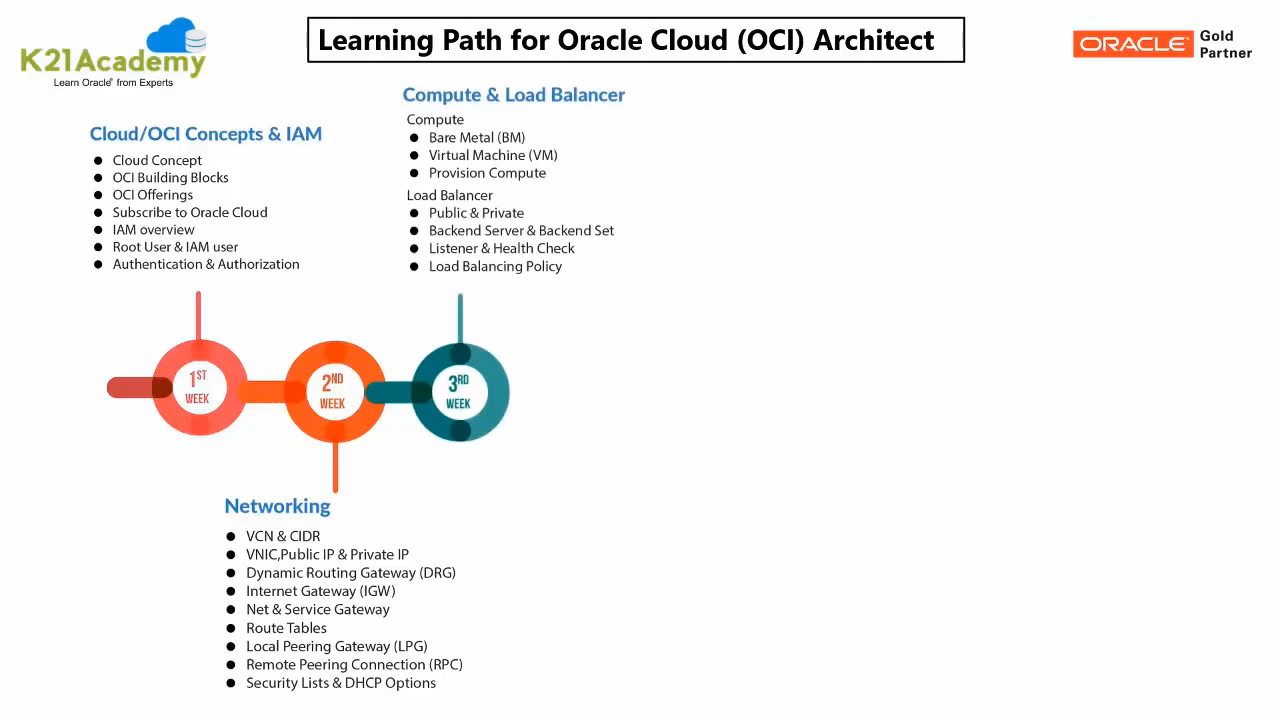 K21Academy
Learn Oracle® from Experts
Learning Path for Oracle Cloud (OCI) Architect
ORACLE®
Gold
Partner
Cloud/OCI Concepts & IAM
● Cloud Concept
● OCI Building Blocks
● OCI Offerings
● Subscribe to Oracle Cloud
● IAM overview
● Root User & IAM user
● Authentication & Authorization
Compute & Load Balancer
Compute
● Bare Metal (BM)
● Virtual Machine (VM)
● Provision Compute
Load Balancer
● Public & Private
● Backend Server & Backend Set
● Listener & Health Check
● Load Balancing Policy
1ST
WEEK
2ND
WEEK
3RD
WEEK
Networking
● VCN & CIDR
● VNIC,Public IP & Private IP
● Dynamic Routing Gateway (DRG)
● Internet Gateway (IGW)
● Net & Service Gateway
● Route Tables
● Local Peering Gateway (LPG)
● Remote Peering Connection (RPC)
● Security Lists & DHCP Options